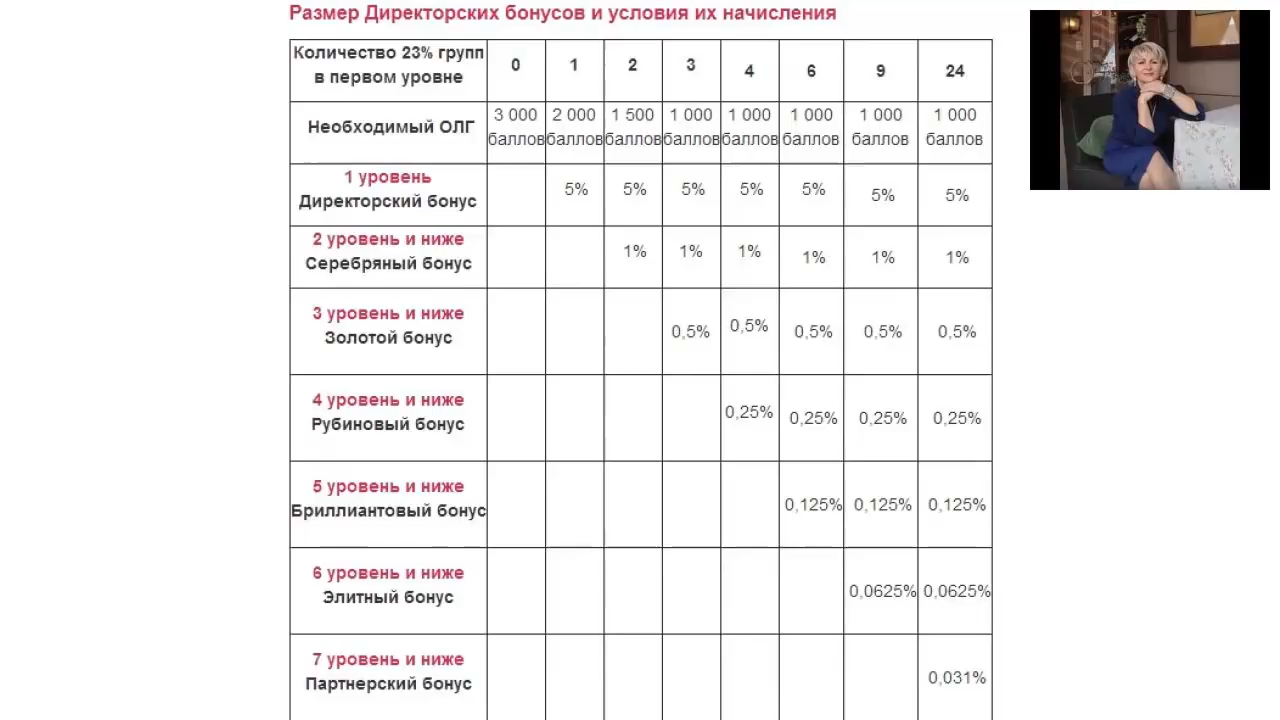 Размер Директорских бонусов и условия их начисления
Количество 23% групп в первом уровне 0 1 2 3 4 6 9 24
Необходимый ОЛГ 3 000 баллов 2 000 баллов 1 500 баллов 1 000 баллов 1 000 баллов 1 000 баллов 1 000 баллов 1 000 баллов
1 уровень
Директорский бонус 5% 5% 5% 5% 5% 5% 5%
2 уровень и ниже
Серебряный бонус 1% 1% 1% 1% 1% 1%
3 уровень и ниже
Золотой бонус 0,5% 0,5% 0,5% 0,5% 0,5%
4 уровень и ниже
Рубиновый бонус 0,25% 0,25% 0,25% 0,25%
5 уровень и ниже
Бриллиантовый бонус 0,125% 0,125% 0,125%
6 уровень и ниже
Элитный бонус 0,0625% 0,0625%
7 уровень и ниже
Партнерский бонус 0,031%